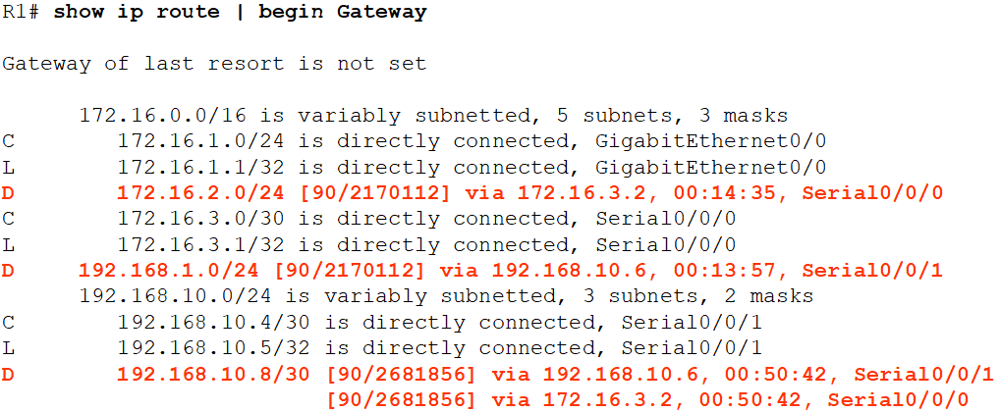 R1# show ip route | begin Gateway
Gateway of last resort is not set
172.16.0.0/16 is variably subnetted, 5 subnets, 3 masks
C 172.16.1.0/24 is directly connected, GigabitEthernet0/0
L 172.16.1.1/32 is directly connected, GigabitEthernet0/0
D 172.16.2.0/24 [90/2170112] via 172.16.3.2, 00:14:35, Serial0/0/0
C 172.16.3.0/30 is directly connected, Serial0/0/0
L 172.16.3.1/32 is directly connected, Serial0/0/0
D 192.168.1.0/24 [90/2170112] via 192.168.10.6, 00:13:57, Serial0/0/1
192.168.10.0/24 is variably subnetted, 3 subnets, 2 masks
C 192.168.10.4/30 is directly connected, Serial0/0/1
L 192.168.10.5/32 is directly connected, Serial0/0/1
D 192.168.10.8/30 [90/2681856] via 192.168.10.6, 00:50:42, Serial0/0/1
[90/2681856] via 172.16.3.2, 00:50:42, Serial0/0/0